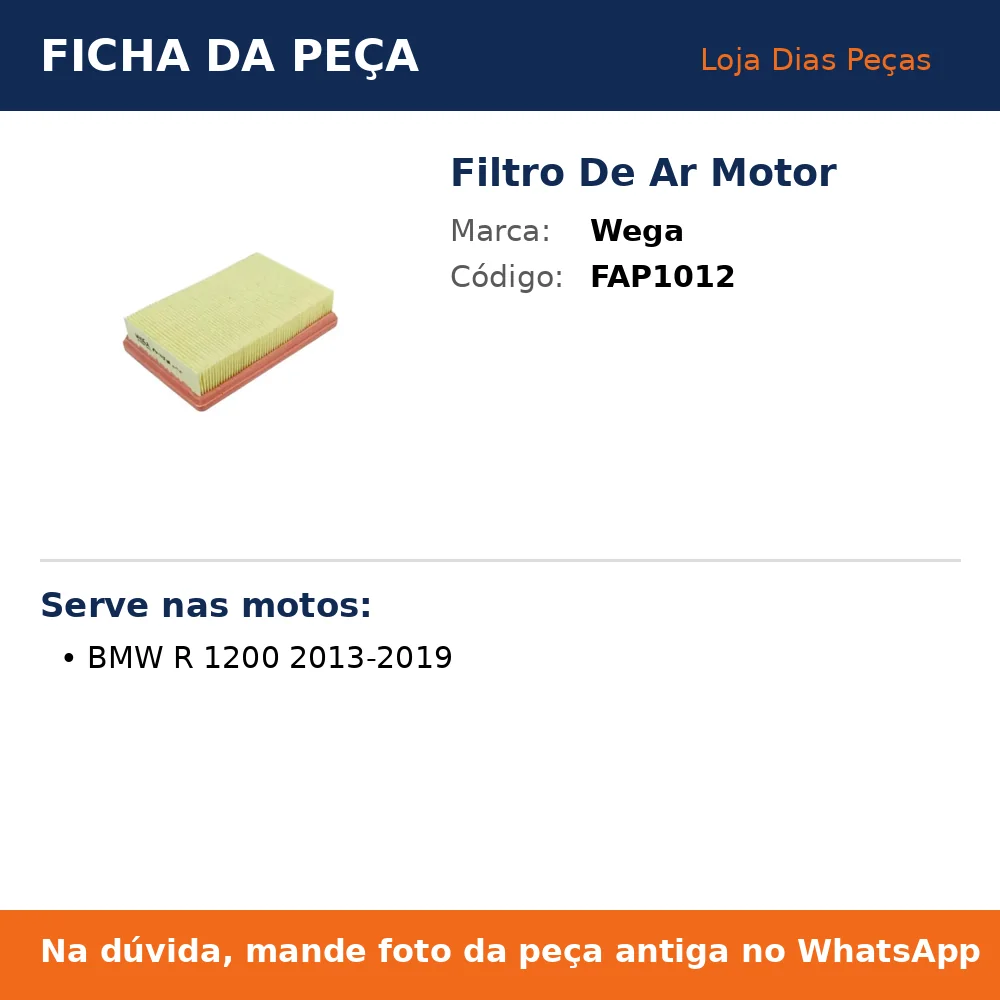 FICHA DA PEÇA
Loja Dias Peças
Filtro De Ar Motor
Marca: Wega
Código: FAP1012
Serve nas motos:
• BMW R 1200 2013-2019
Na dúvida, mande foto da peça antiga no WhatsApp